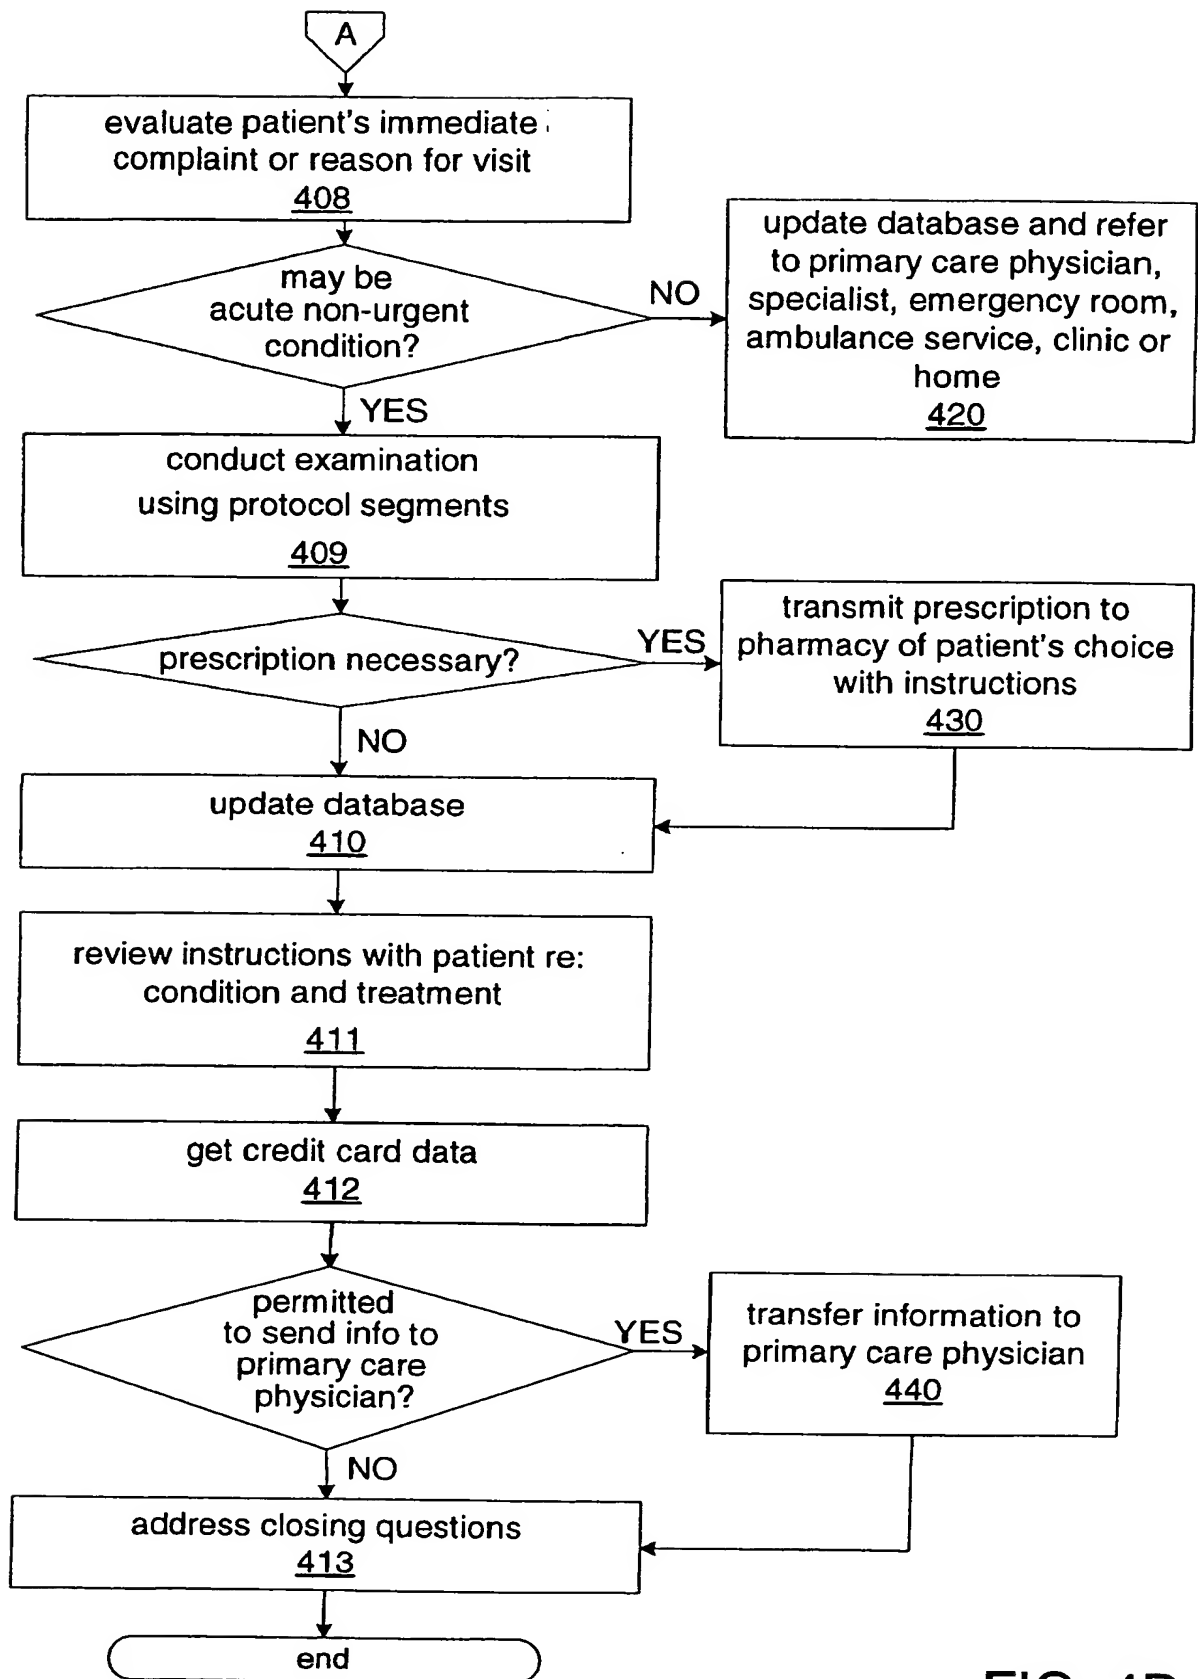 A
evaluate patient's immediate
complaint or reason for visit
408
may be
acute non-urgent
condition?
NO
update database and refer
to primary care physician,
specialist, emergency room,
ambulance service, clinic or
home
420
YES
conduct examination
using protocol segments
409
prescription necessary?
YES
transmit prescription to
pharmacy of patient's choice
with instructions
430
NO
update database
410
review instructions with patient re:
condition and treatment
411
get credit card data
412
permitted
to send info to
primary care
physician?
YES
transfer information to
primary care physician
440
NO
address closing questions
413
end